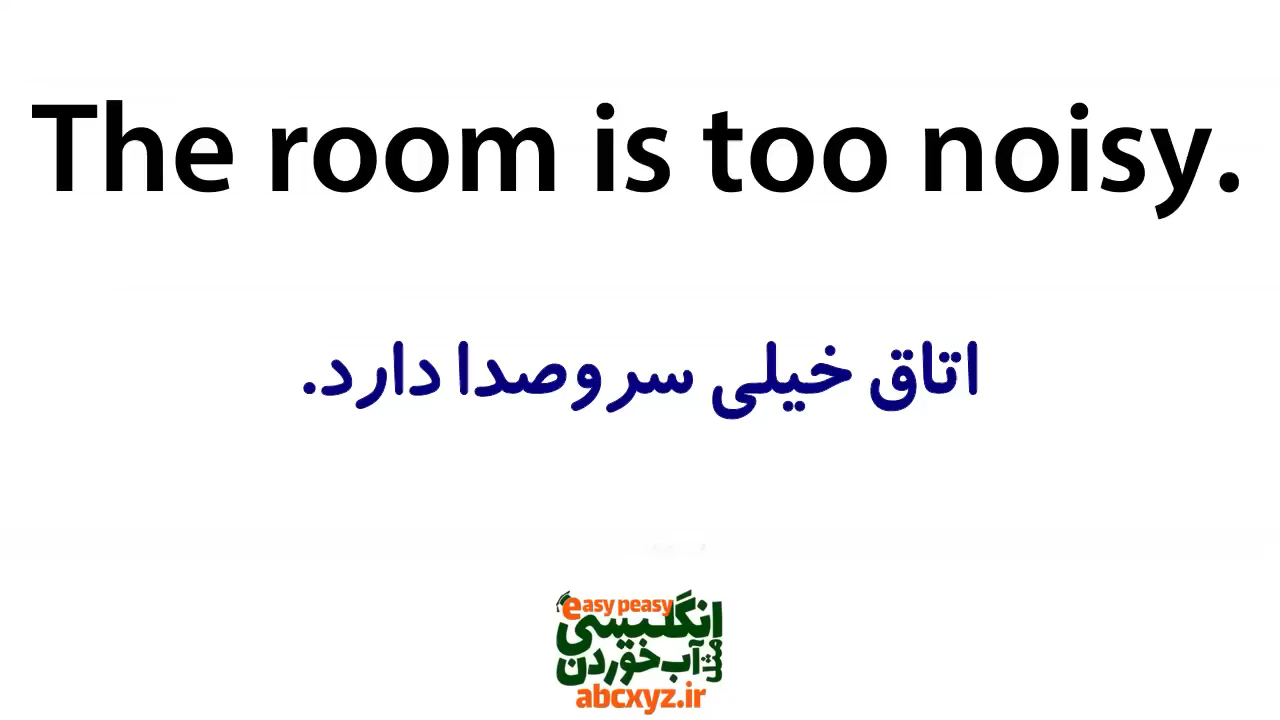 The room is too noisy.
اتاق خیلی سروصدا دارد.
easy peasy
انگلیسی
مثل آب خوردن
abcxyz.ir